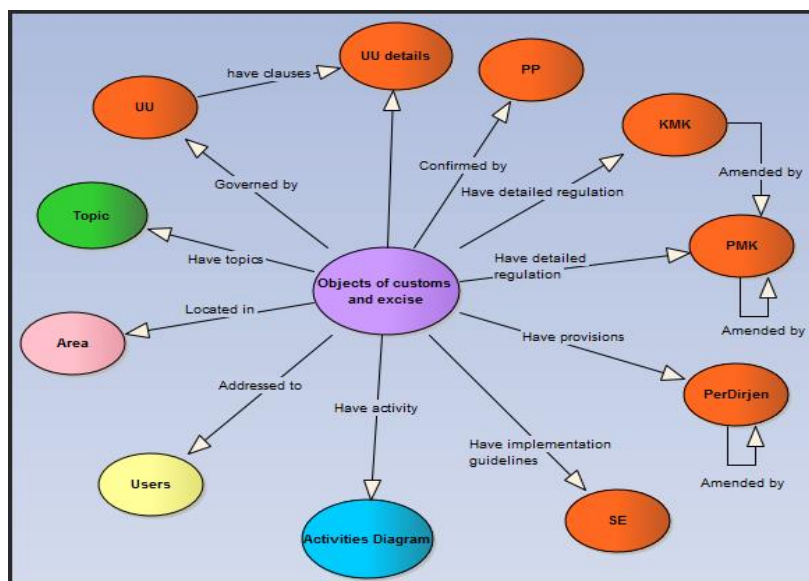 UU details
PP
have clauses
UU
KMK
Confirmed by
Amended by
Governed by
Have detailed regulation
Topic
PMK
Have topics
Have detailed
regulation
Objects of customs
and excise
Located in
Amended by
Area
Have provisions
Addressed to
PerDirjen
Have activity
Have implementation
guidelines
Users
Amended by
SE
Activities Diagram